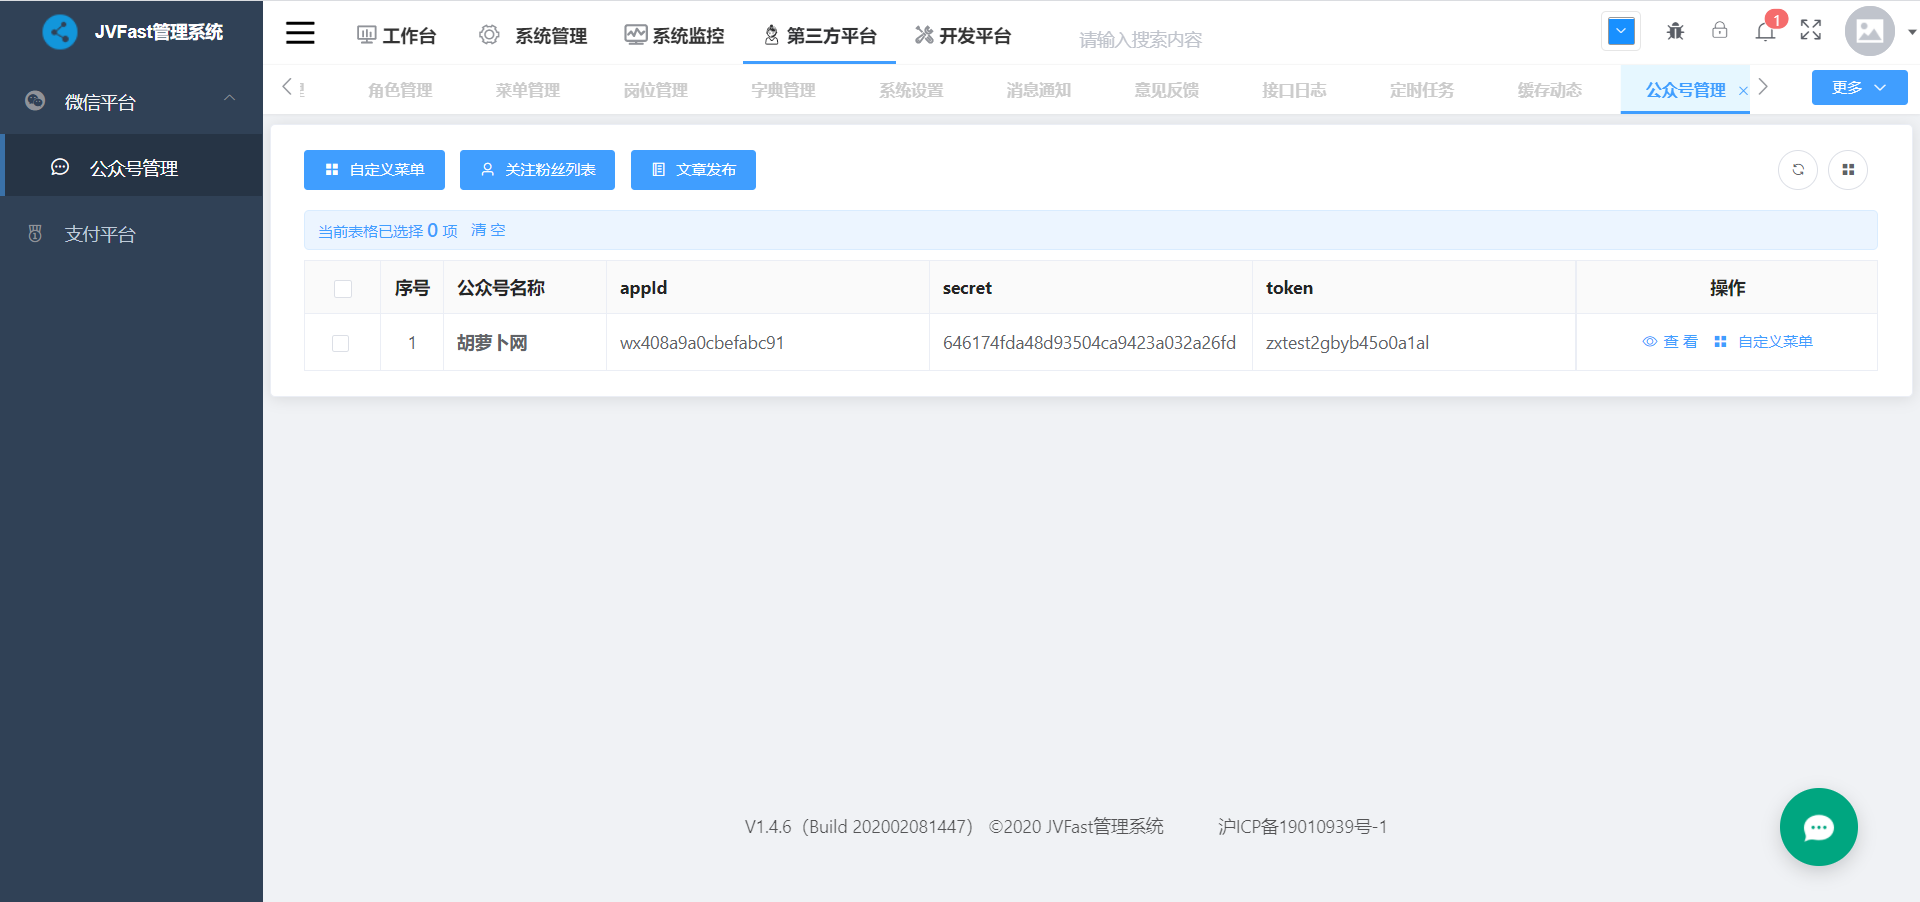 JVFast管理系统
工作台 系统管理 系统监控 第三方平台 开发平台 请输入搜索内容 1
角色管理 菜单管理 岗位管理 字典管理 系统设置 消息通知 意见反馈 接口日志 定时任务 缓存动态 公众号管理 × 更多
微信平台
公众号管理
支付平台
自定义菜单 关注粉丝列表 文章发布
当前表格已选择 0 项 清 空
序号 公众号名称 appId secret token 操作
1 胡萝卜网 wx408a9a0cbefabc91 646174fda48d93504ca9423a032a26fd zxtest2gbyb45o0a1al 查 看 自定义菜单
V1.4.6（Build 202002081447） ©2020 JVFast管理系统 沪ICP备19010939号-1